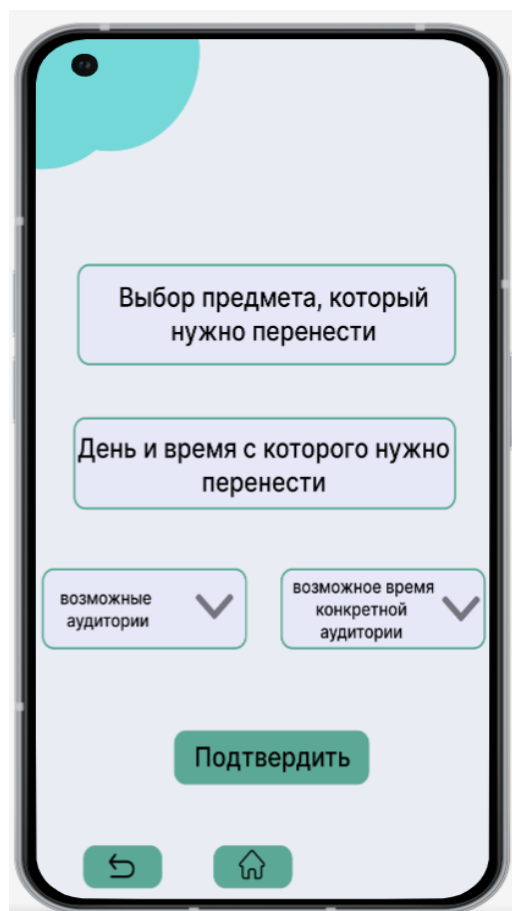 Выбор предмета, который
нужно перенести
День и время с которого нужно
перенести
возможные
аудитории
возможное время
конкретной
аудитории
Подтвердить